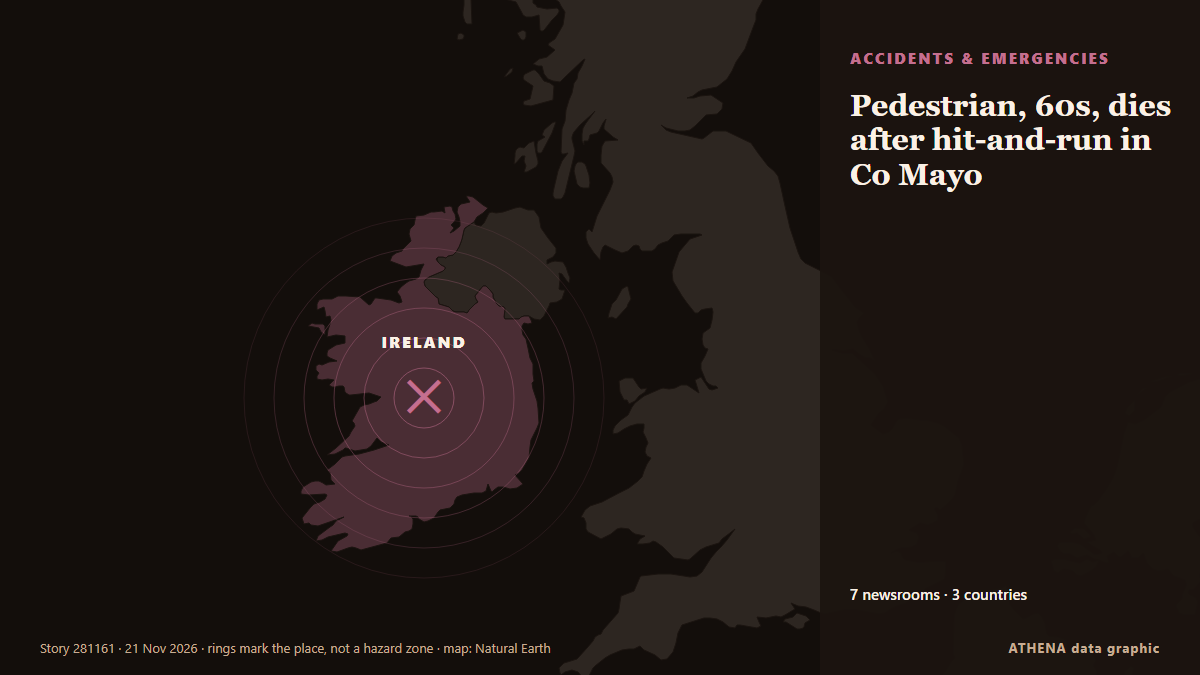 ACCIDENTS & EMERGENCIES
Pedestrian, 60s, dies
after hit-and-run in
Co Mayo
IRELAND
7 newsrooms · 3 countries
Story 281161 · 21 Nov 2026 · rings mark the place, not a hazard zone · map: Natural Earth
ATHENA data graphic